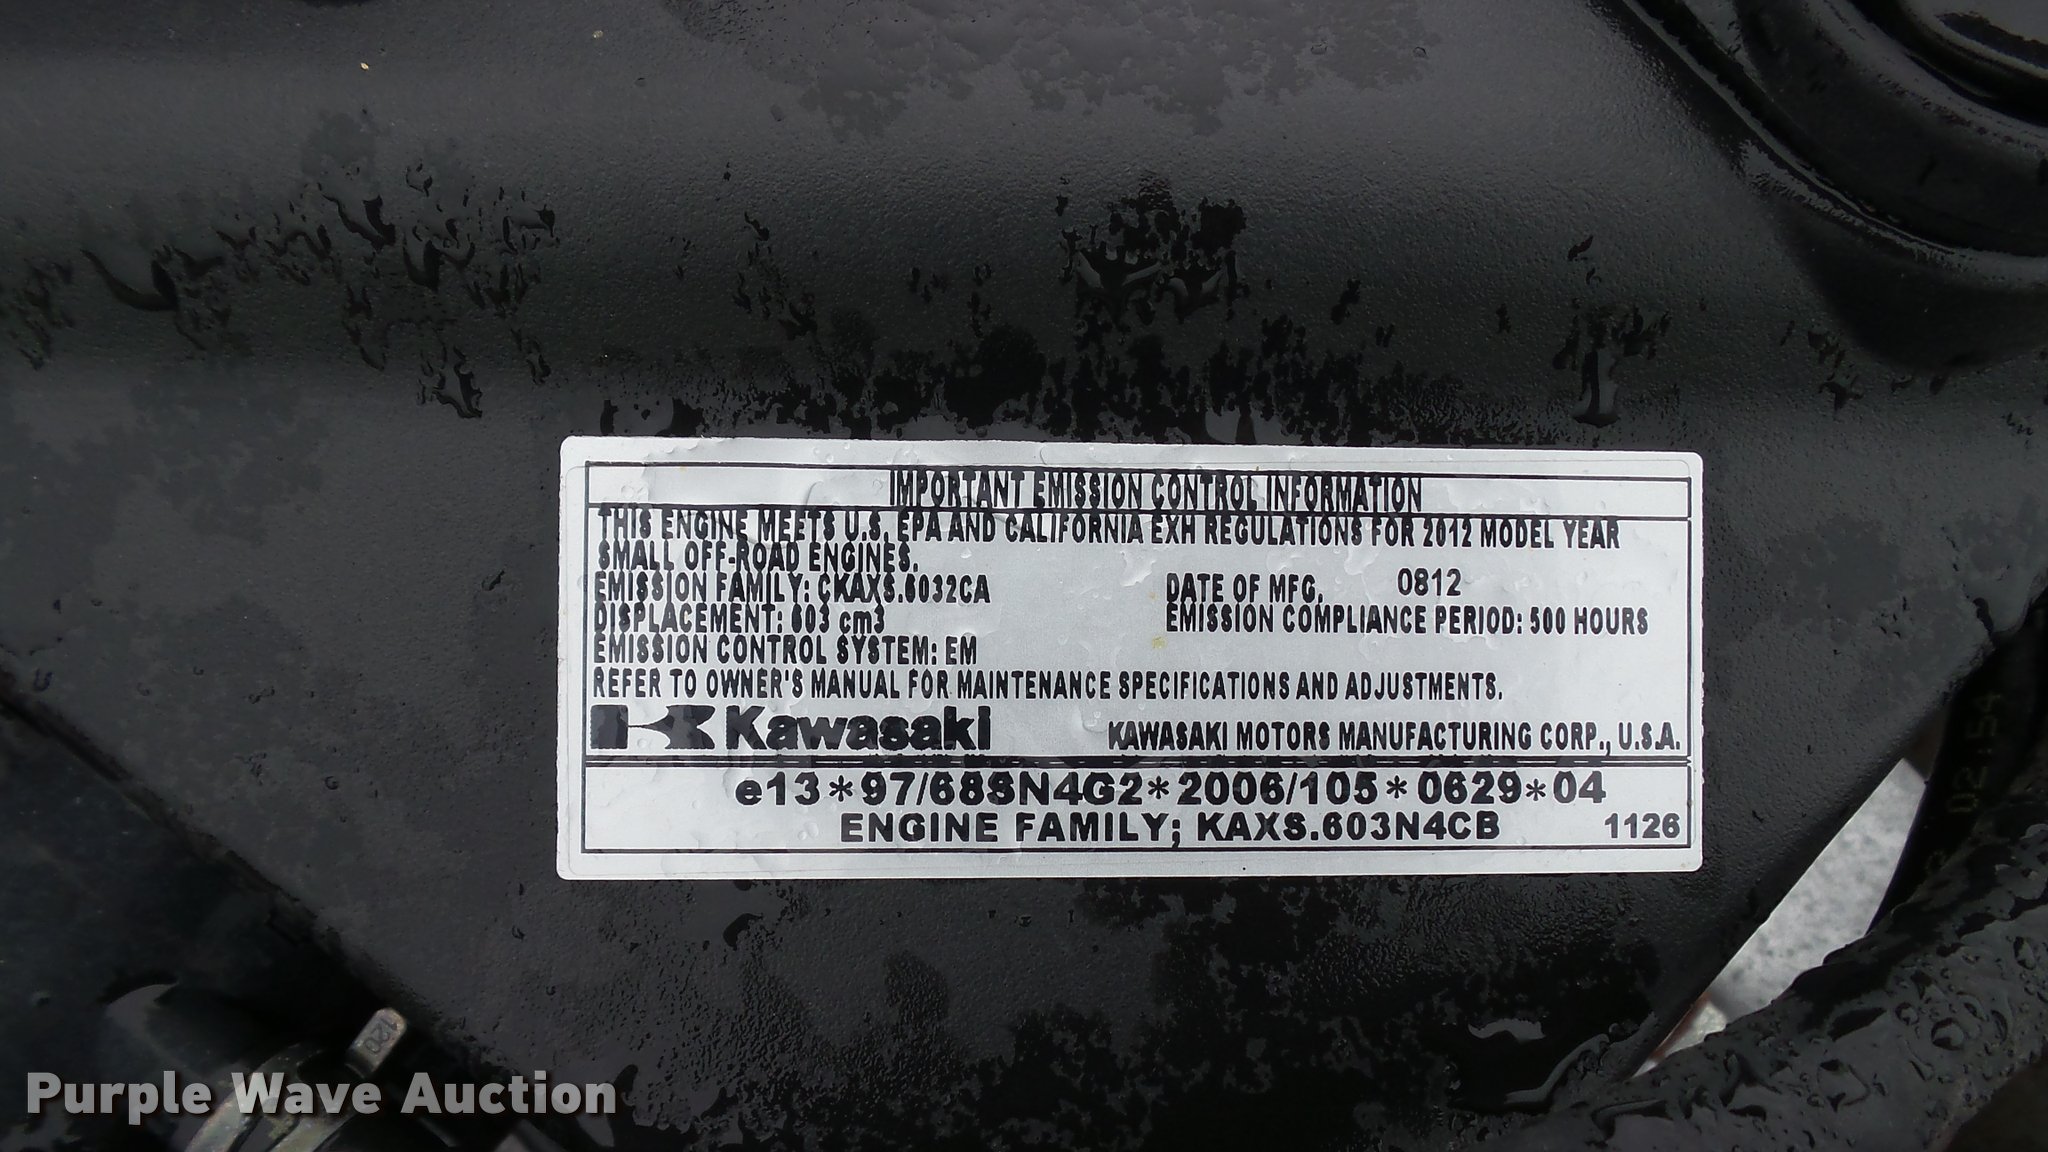 IMPORTANT EMISSION CONTROL INFORMATION
THIS ENGINE MEETS U.S. EPA AND CALIFORNIA EXH REGULATIONS FOR 2012 MODEL YEAR
SMALL OFF-ROAD ENGINES.
EMISSION FAMILY: CKAXS.6032CA DATE OF MFG. 0812
DISPLACEMENT: 603 cm3 EMISSION COMPLIANCE PERIOD: 500 HOURS
EMISSION CONTROL SYSTEM: EM
REFER TO OWNER'S MANUAL FOR MAINTENANCE SPECIFICATIONS AND ADJUSTMENTS.
Kawasaki KAWASAKI MOTORS MANUFACTURING CORP., U.S.A.
e13*97/68SN4G2*2006/105*0629*04
ENGINE FAMILY; KAXS.603N4CB 1126
02:54
120
Purple Wave Auction